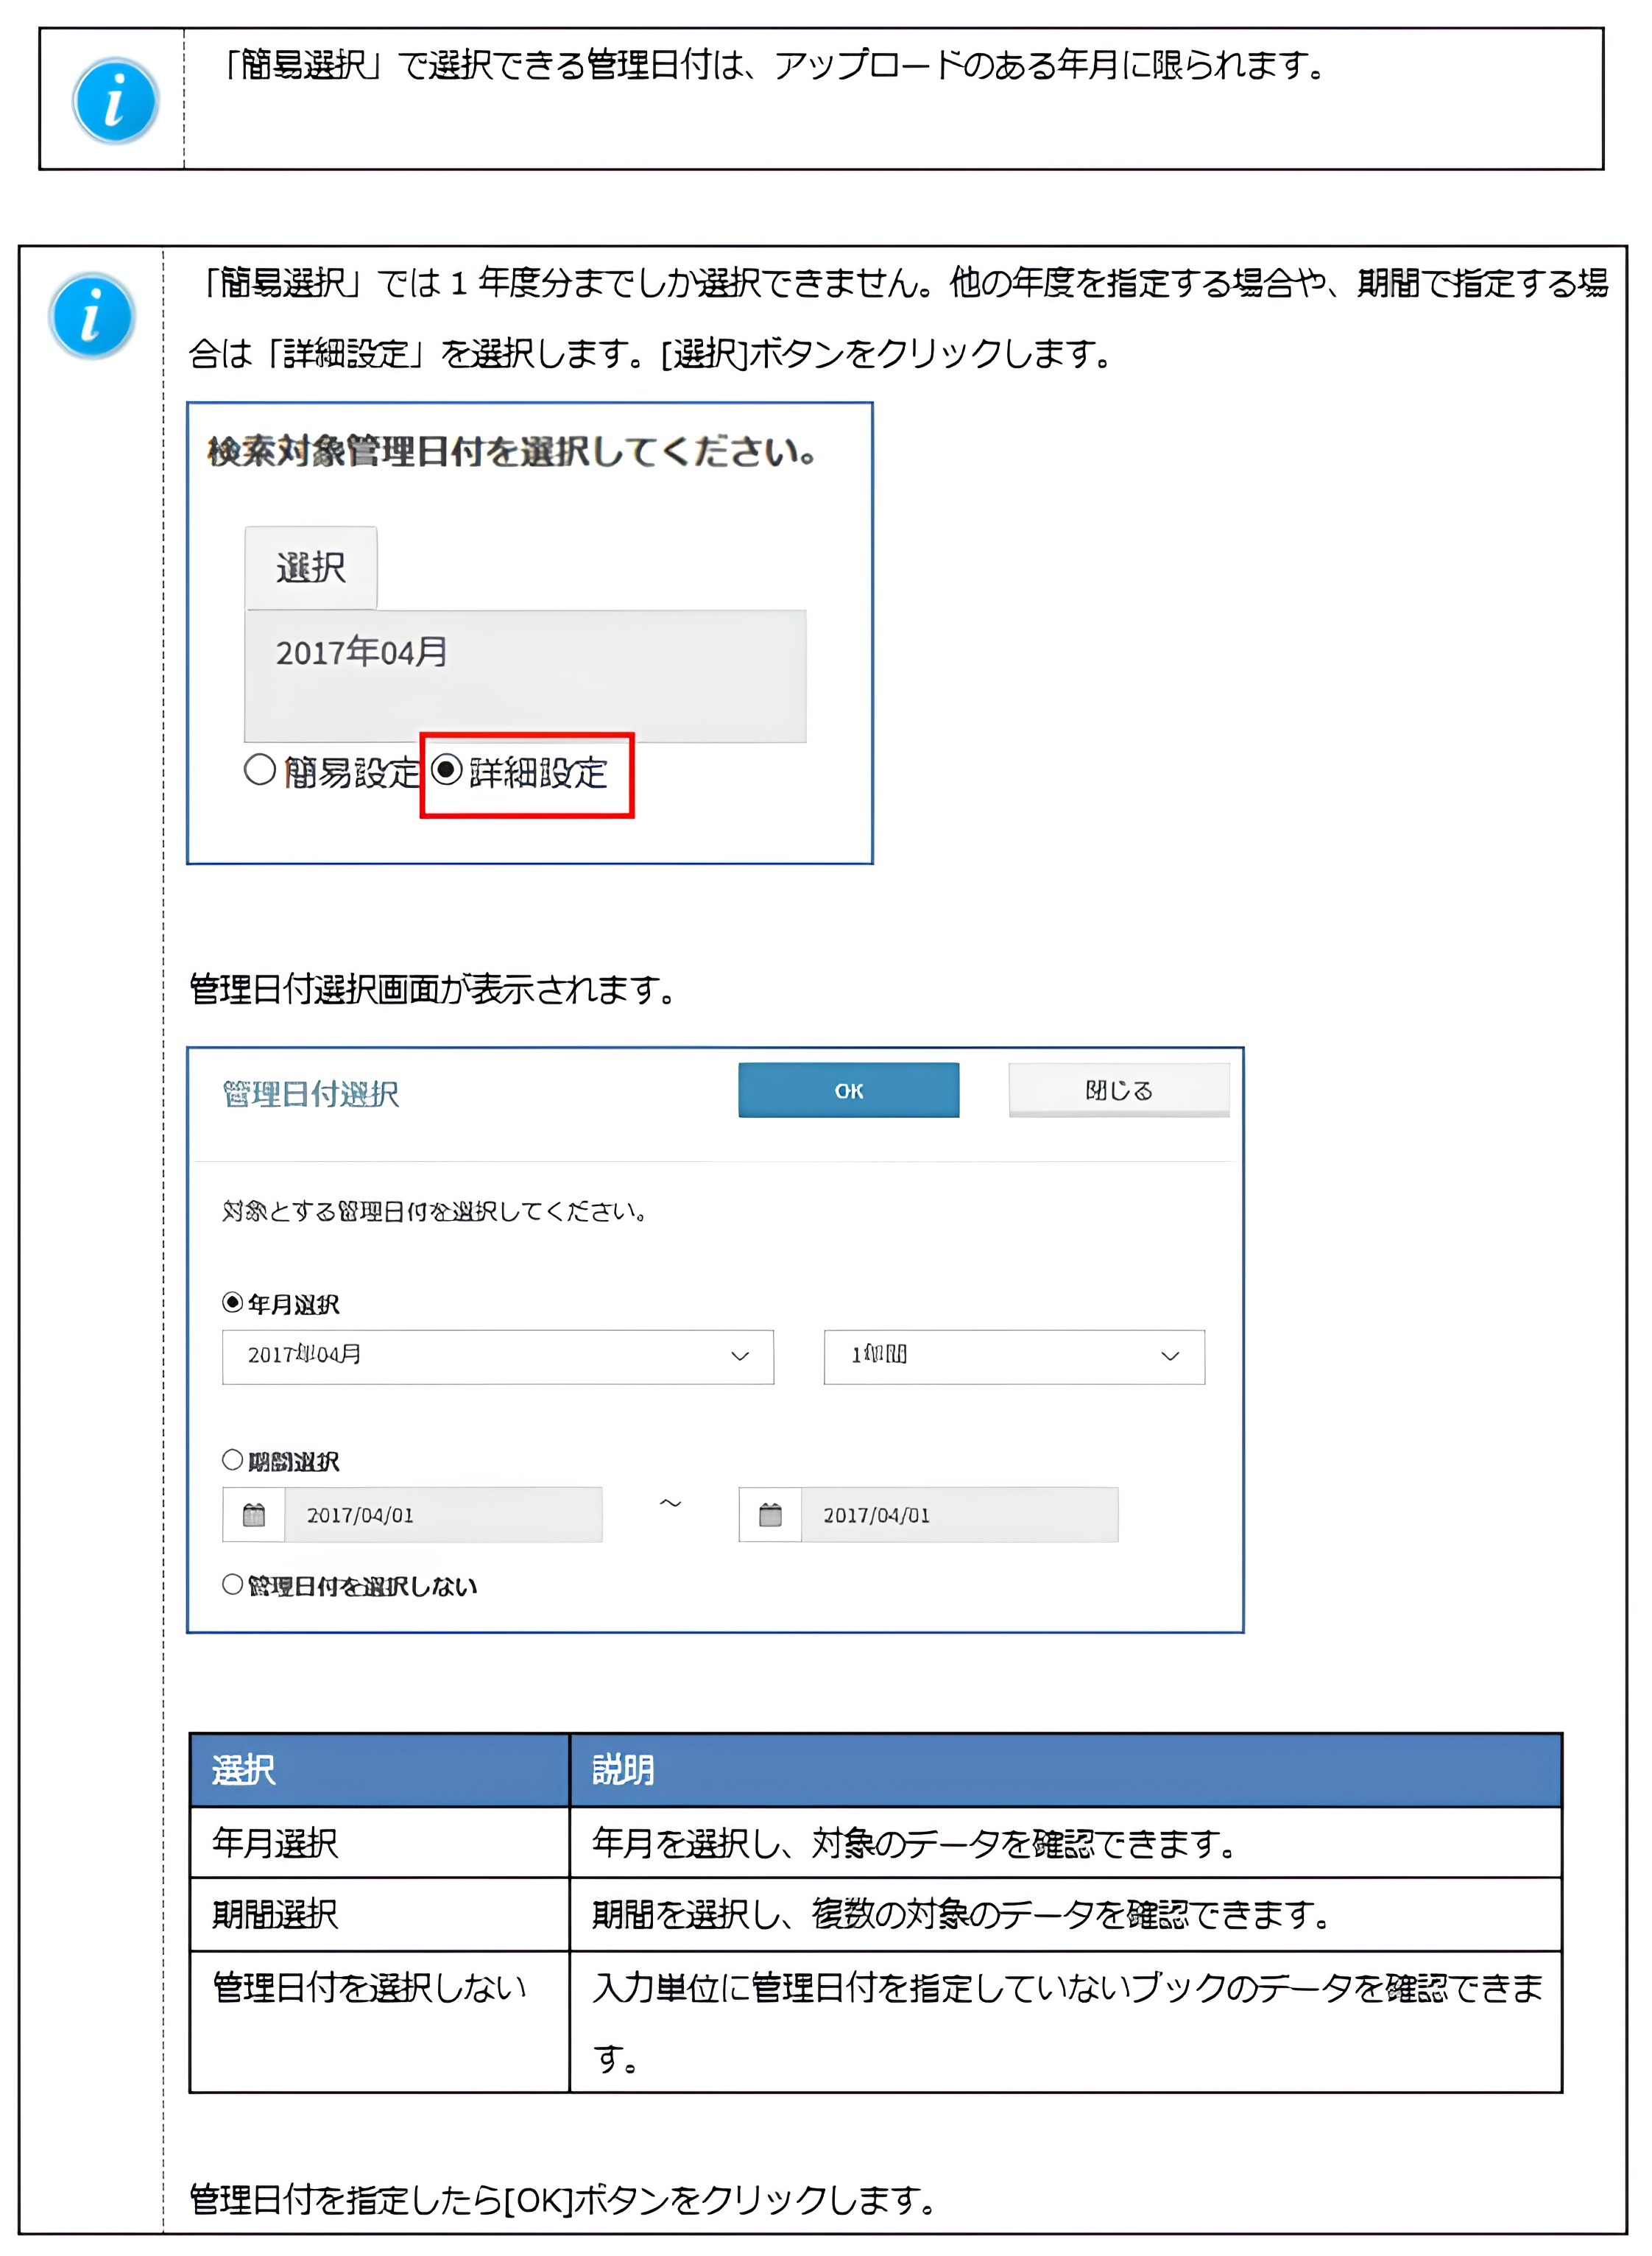 「簡易選択」で選択できる管理日付は、アップロードのある年月に限られます。
「簡易選択」では 1 年度分までしか選択できません。他の年度を指定する場合や、期間で指定する場
合は「詳細設定」を選択します。[選択]ボタンをクリックします。
検索対象管理日付を選択してください。
選択
2017年04月
簡易設定 詳細設定
管理日付選択画面が表示されます。
管理日付選択 OK 閉じる
対象とする管理日付を選択してください。
年月選択
2017年04月 1年間
期間選択
2017/04/01 ～ 2017/04/01
管理日付を選択しない
選択 説明
年月選択 年月を選択し、対象のデータを確認できます。
期間選択 期間を選択し、複数の対象のデータを確認できます。
管理日付を選択しない 入力単位に管理日付を指定していないブックのデータを確認できま
す。
管理日付を指定したら[OK]ボタンをクリックします。